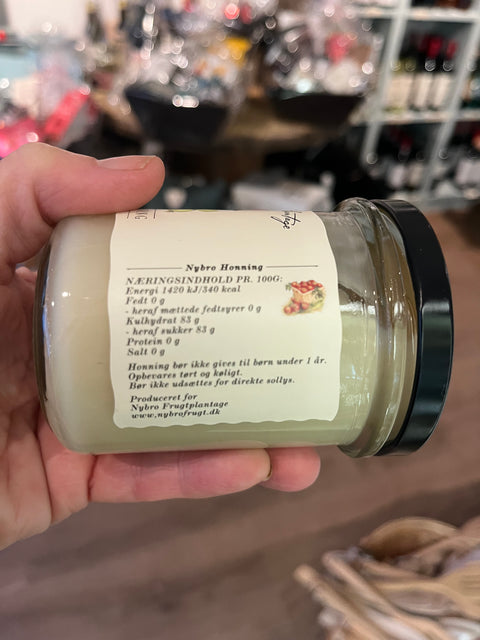 Nybro Honning
NÆRINGSINDHOLD PR. 100G:
Energi 1420 kJ/340 kcal
Fedt 0 g
- heraf mættede fedtsyrer 0 g
Kulhydrat 83 g
- heraf sukker 83 g
Protein 0 g
Salt 0 g
Honning bør ikke gives til børn under 1 år.
Opbevares tørt og køligt.
Bør ikke udsættes for direkte sollys.
Produceret for
Nybro Frugtplantage
www.nybrofrugt.dk